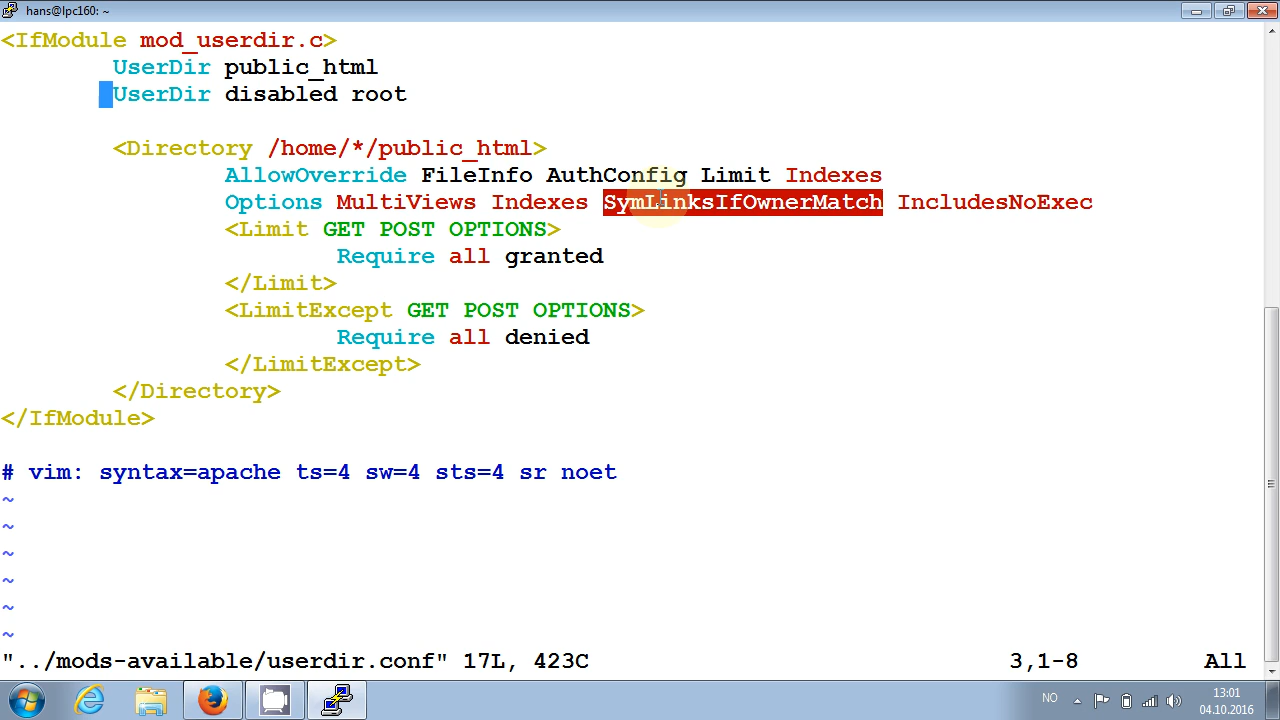 hans@lpc160: ~
<IfModule mod_userdir.c>
UserDir public_html
UserDir disabled root
<Directory /home/*/public_html>
AllowOverride FileInfo AuthConfig Limit Indexes
Options MultiViews Indexes SymLinksIfOwnerMatch IncludesNoExec
<Limit GET POST OPTIONS>
Require all granted
</Limit>
<LimitExcept GET POST OPTIONS>
Require all denied
</LimitExcept>
</Directory>
</IfModule>
# vim: syntax=apache ts=4 sw=4 sts=4 sr noet
~
~
~
~
~
~
"../mods-available/userdir.conf" 17L, 423C 3,1-8 All
NO 13:01
04.10.2016